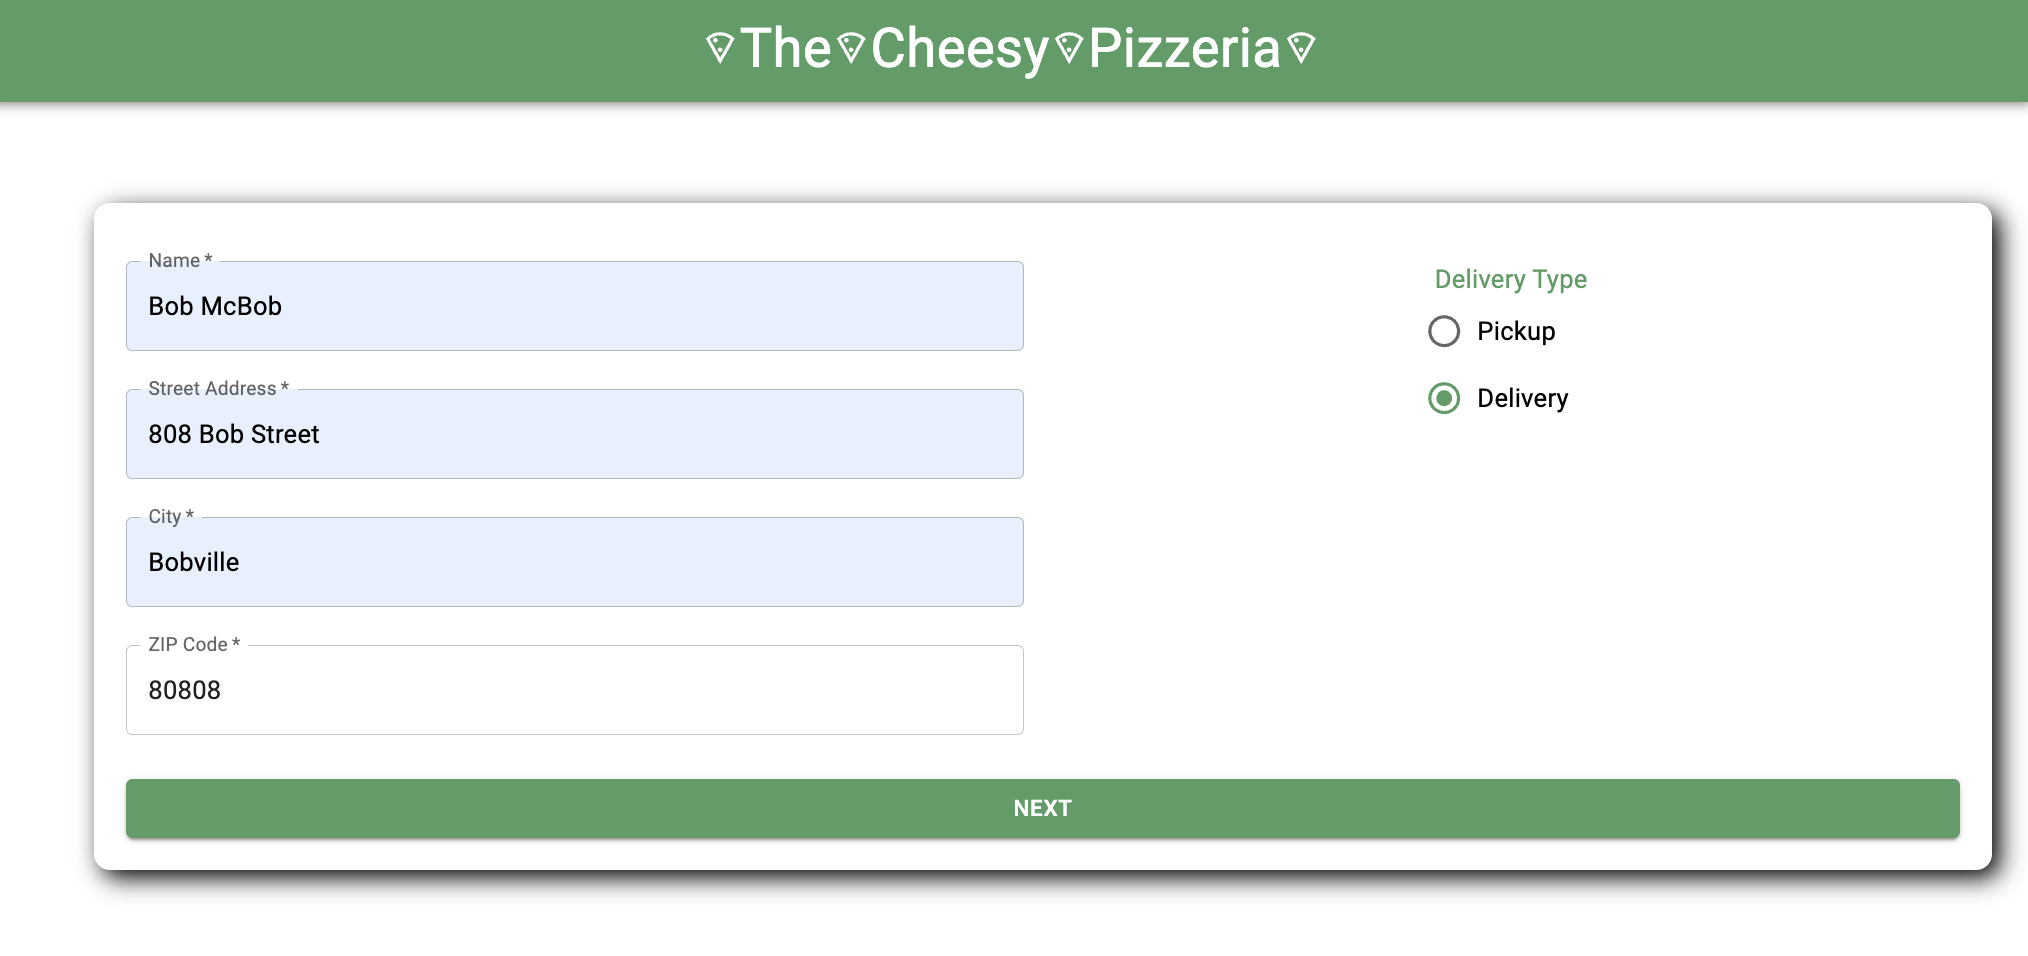 The Cheesy Pizzeria
Name *
Bob McBob
Street Address *
808 Bob Street
City *
Bobville
ZIP Code *
80808
Delivery Type
Pickup
Delivery
NEXT